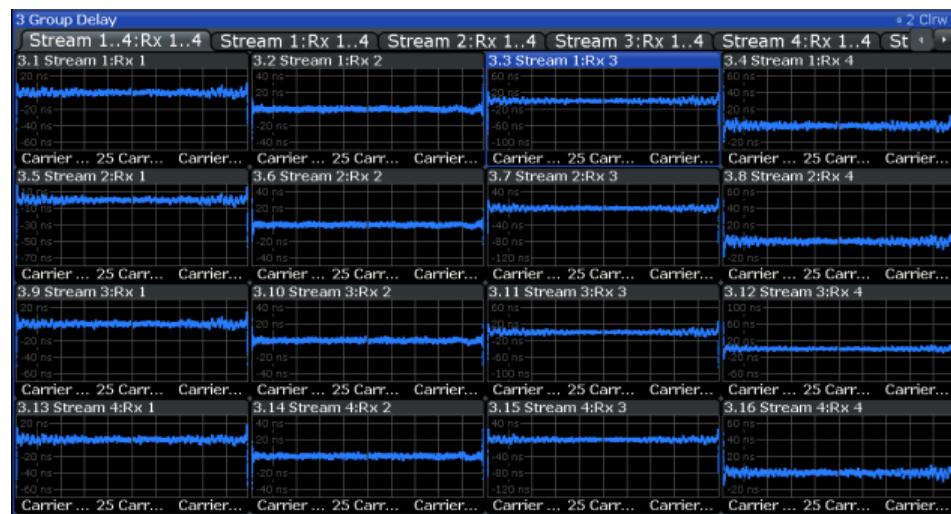 3 Group Delay 2 Clrw
Stream 1..4:Rx 1..4 Stream 1:Rx 1..4 Stream 2:Rx 1..4 Stream 3:Rx 1..4 Stream 4:Rx 1..4 St
3.1 Stream 1:Rx 1 3.2 Stream 1:Rx 2 3.3 Stream 1:Rx 3 3.4 Stream 1:Rx 4
20 ns 40 ns 60 ns 60 ns
20 ns 20 ns 40 ns
-20 ns -20 ns 20 ns
-40 ns -20 ns -60 ns
-60 ns -40 ns -100 ns -20 ns
Carrier ... 25 Carr... Carrier... Carrier ... 25 Carr... Carrier... Carrier ... 25 Carr... Carrier... Carrier ... 25 Carr... Carrier...
3.5 Stream 2:Rx 1 3.6 Stream 2:Rx 2 3.7 Stream 2:Rx 3 3.8 Stream 2:Rx 4
40 ns 40 ns 60 ns
-10 ns 20 ns 40 ns
-30 ns -40 ns 20 ns
-50 ns -20 ns -80 ns
-70 ns -40 ns -120 ns -20 ns
Carrier ... 25 Carr... Carrier... Carrier ... 25 Carr... Carrier... Carrier ... 25 Carr... Carrier... Carrier ... 25 Carr... Carrier...
3.9 Stream 3:Rx 1 3.10 Stream 3:Rx 2 3.11 Stream 3:Rx 3 3.12 Stream 3:Rx 4
20 ns 40 ns 60 ns 100 ns
20 ns 20 ns 60 ns
-20 ns -20 ns 20 ns
-40 ns -20 ns -60 ns -20 ns
-60 ns -40 ns -100 ns -60 ns
Carrier ... 25 Carr... Carrier... Carrier ... 25 Carr... Carrier... Carrier ... 25 Carr... Carrier... Carrier ... 25 Carr... Carrier...
3.13 Stream 4:Rx 1 3.14 Stream 4:Rx 2 3.15 Stream 4:Rx 3 3.16 Stream 4:Rx 4
20 ns 40 ns 40 ns 60 ns
20 ns 40 ns
-20 ns -40 ns 20 ns
-40 ns -20 ns -80 ns
-60 ns -40 ns -120 ns -20 ns
Carrier ... 25 Carr... Carrier... Carrier ... 25 Carr... Carrier... Carrier ... 25 Carr... Carrier... Carrier ... 25 Carr... Carrier...